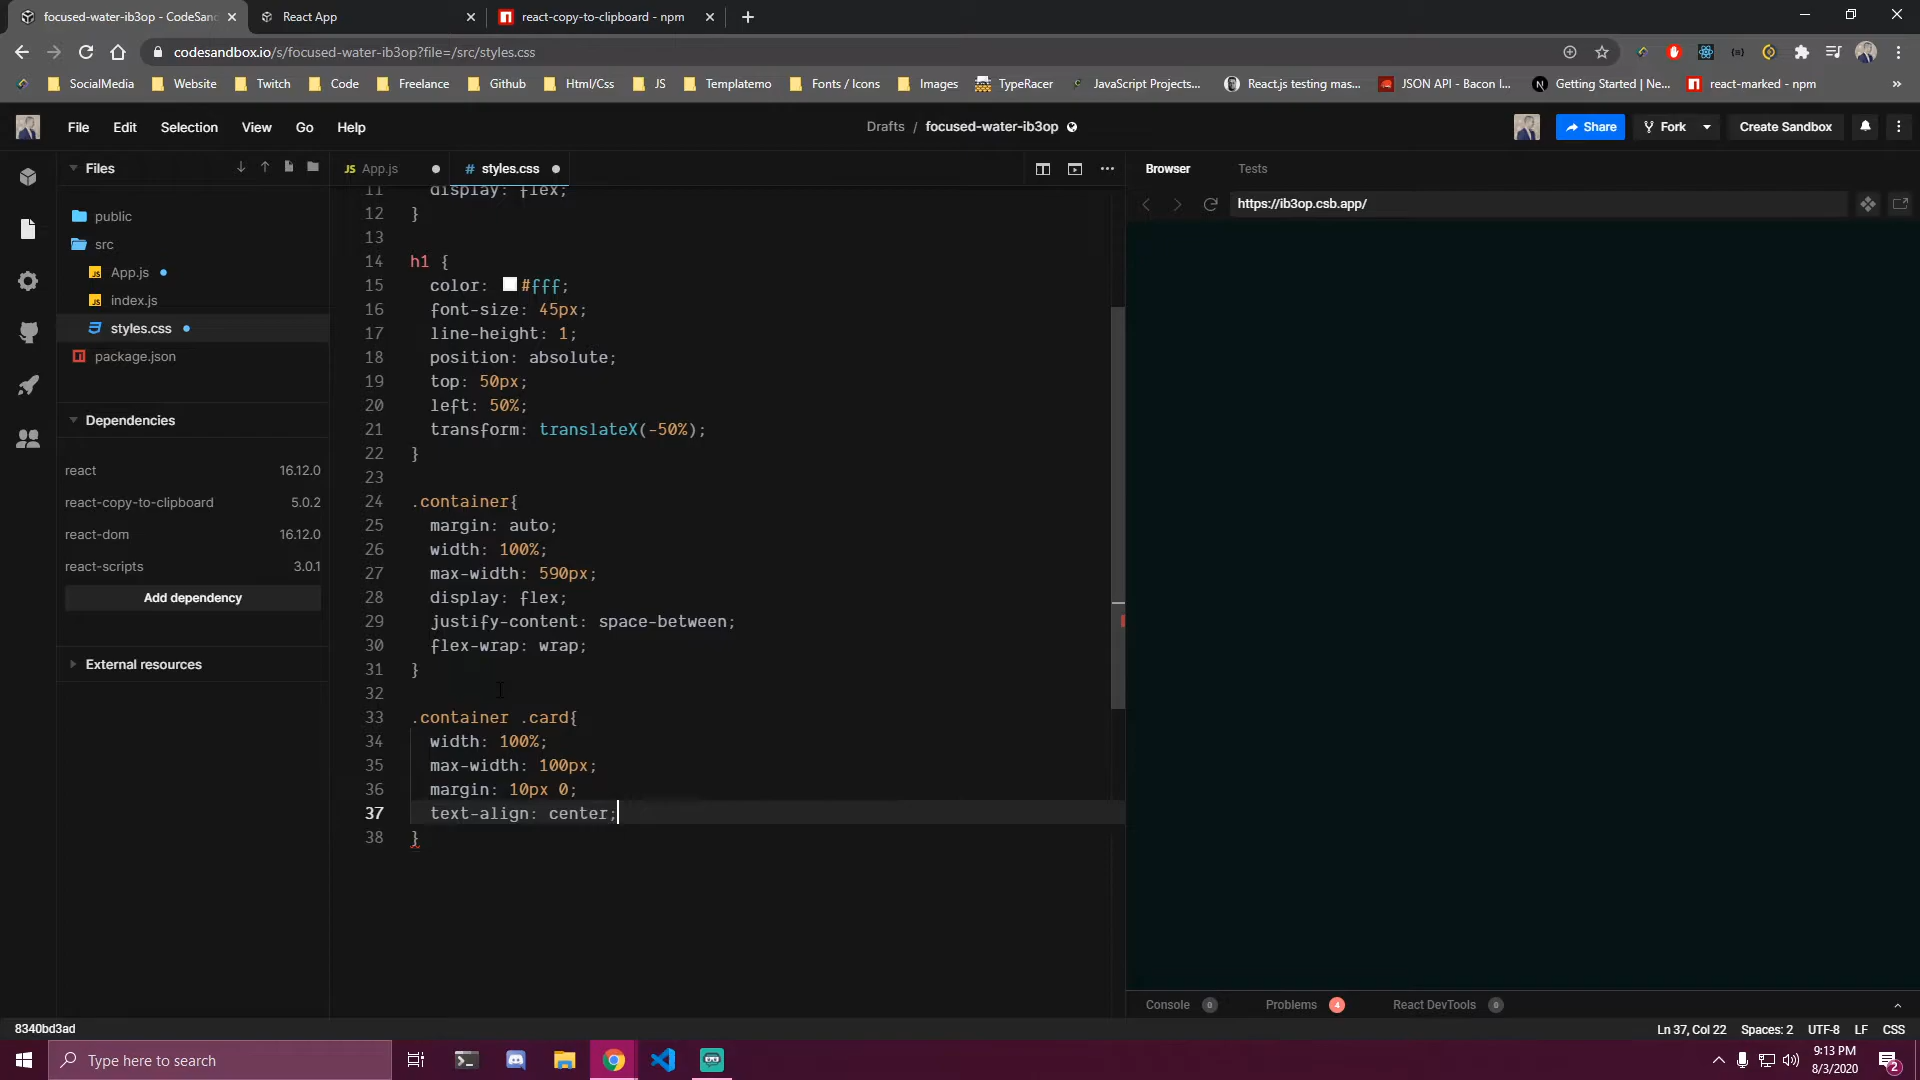 focused-water-ib3op - CodeSan
React App
react-copy-to-clipboard - npm
codesandbox.io/s/focused-water-ib3op?file=/src/styles.css
SocialMedia
Website
Twitch
Code
Freelance
Github
Html/Css
JS
Templatemo
Fonts / Icons
Images
TypeRacer
JavaScript Projects...
React.js testing mas...
JSON API - Bacon I...
Getting Started | Ne...
react-marked - npm
»
File Edit Selection View Go Help
Drafts / focused-water-ib3op
Share
Fork
Create Sandbox
Files
JS App.js
# styles.css
Browser
Tests
https://ib3op.csb.app/
public
src
JS App.js
JS index.js
styles.css
package.json
Dependencies
react 16.12.0
react-copy-to-clipboard 5.0.2
react-dom 16.12.0
react-scripts 3.0.1
Add dependency
External resources
11 display: flex;
12 }
13
14 h1 {
15 color: #fff;
16 font-size: 45px;
17 line-height: 1;
18 position: absolute;
19 top: 50px;
20 left: 50%;
21 transform: translateX(-50%);
22 }
23
24 .container{
25 margin: auto;
26 width: 100%;
27 max-width: 590px;
28 display: flex;
29 justify-content: space-between;
30 flex-wrap: wrap;
31 }
32
33 .container .card{
34 width: 100%;
35 max-width: 100px;
36 margin: 10px 0;
37 text-align: center;
38 }
Console 0
Problems 4
React DevTools 0
8340bd3ad
Ln 37, Col 22
Spaces: 2
UTF-8
LF
CSS
Type here to search
9:13 PM
8/3/2020
2